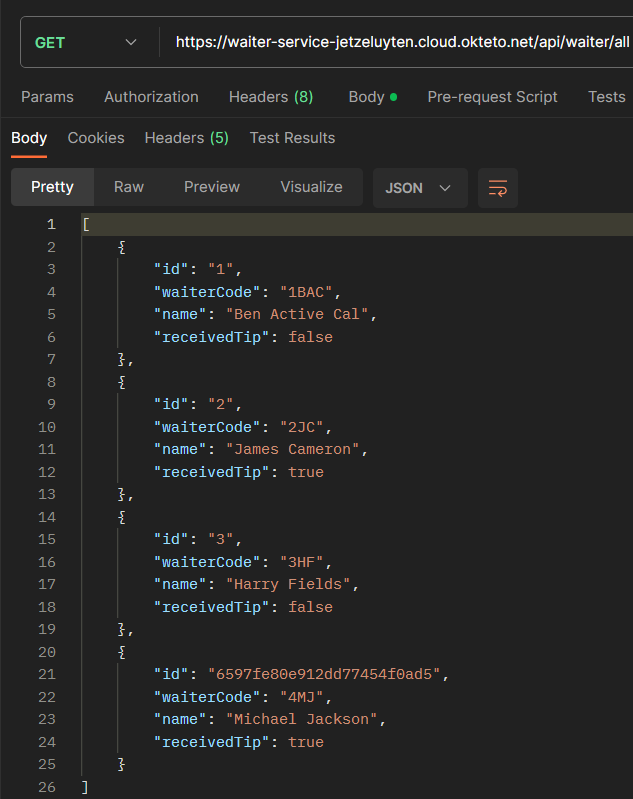 GET https://waiter-service-jetzeluyten.cloud.okteto.net/api/waiter/all
Params Authorization Headers (8) Body Pre-request Script Tests
Body Cookies Headers (5) Test Results
Pretty Raw Preview Visualize JSON
1 [
2 {
3 "id": "1",
4 "waiterCode": "1BAC",
5 "name": "Ben Active Cal",
6 "receivedTip": false
7 },
8 {
9 "id": "2",
10 "waiterCode": "2JC",
11 "name": "James Cameron",
12 "receivedTip": true
13 },
14 {
15 "id": "3",
16 "waiterCode": "3HF",
17 "name": "Harry Fields",
18 "receivedTip": false
19 },
20 {
21 "id": "6597fe80e912dd77454f0ad5",
22 "waiterCode": "4MJ",
23 "name": "Michael Jackson",
24 "receivedTip": true
25 }
26 ]